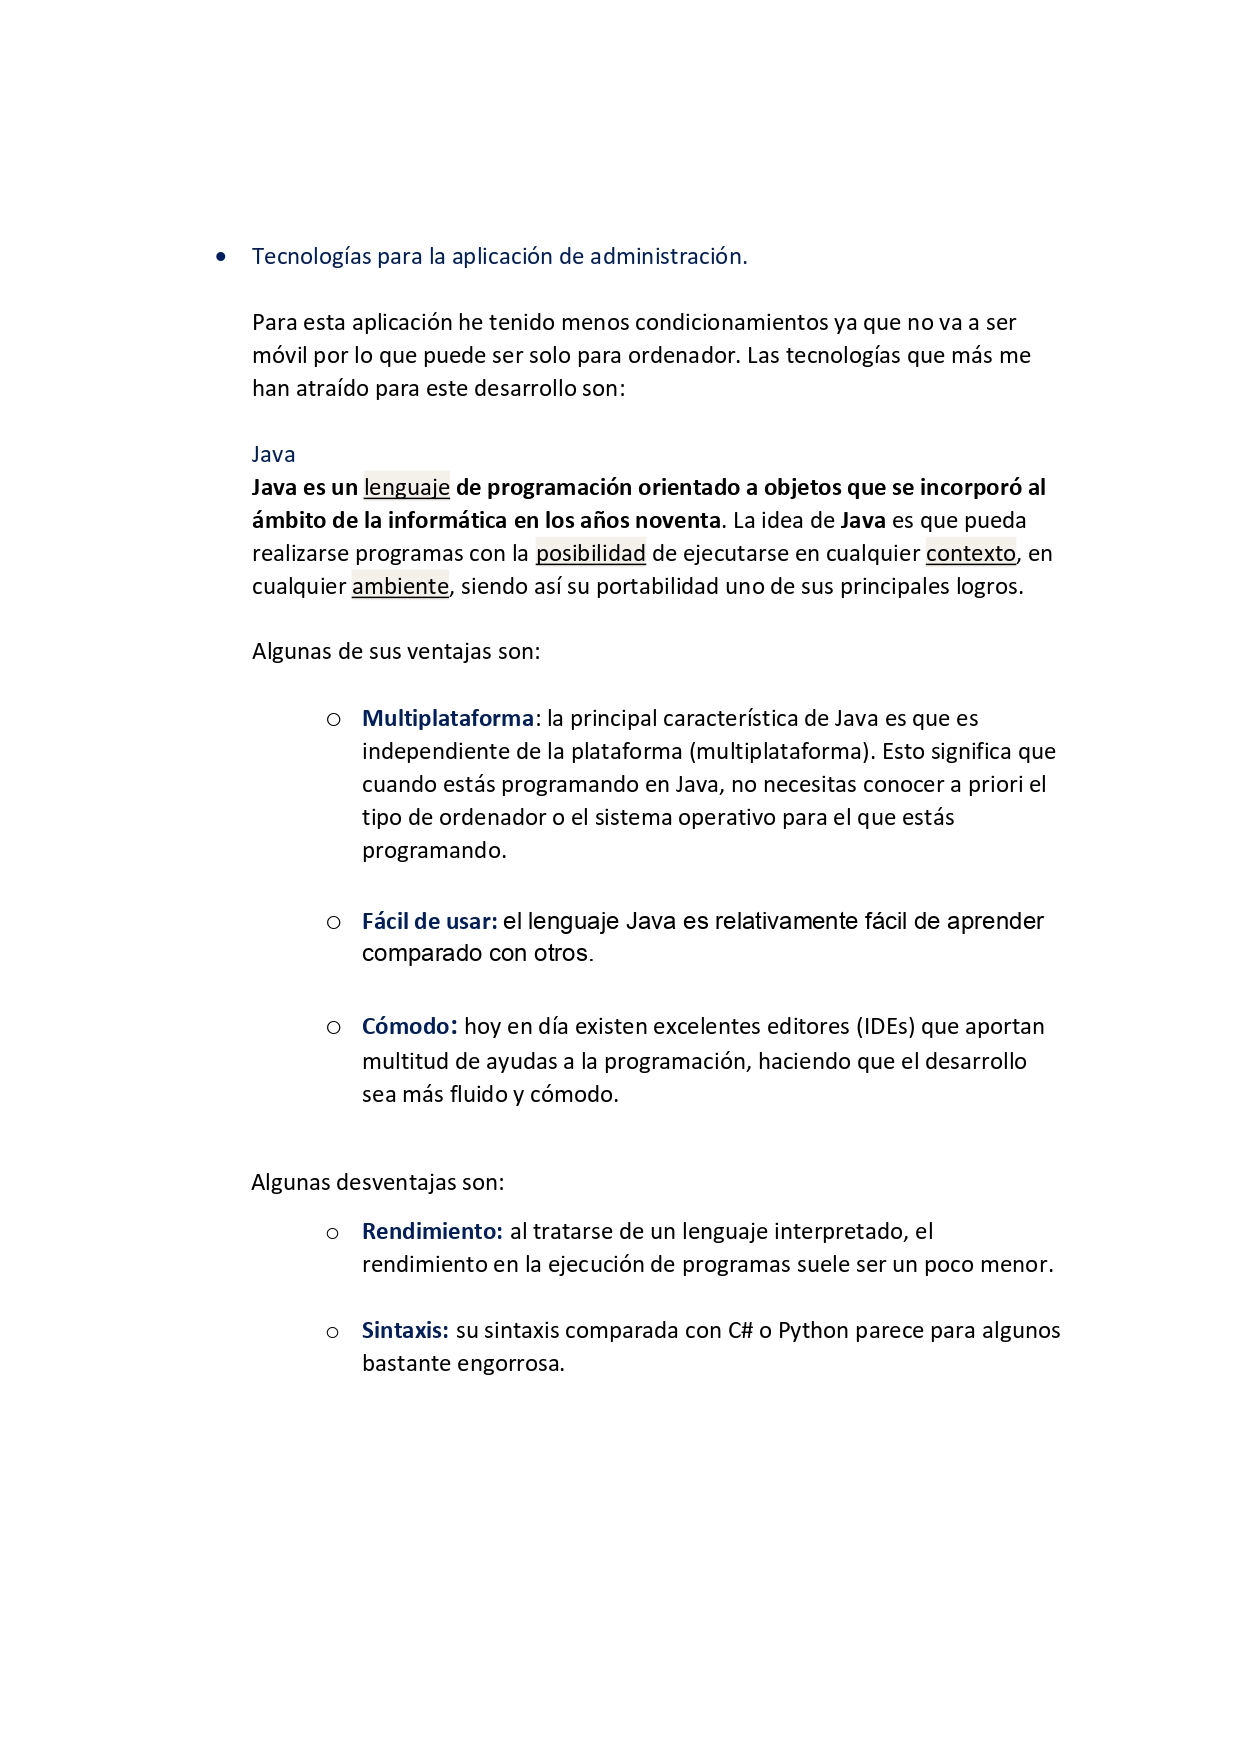 • Tecnologías para la aplicación de administración.
Para esta aplicación he tenido menos condicionamientos ya que no va a ser
móvil por lo que puede ser solo para ordenador. Las tecnologías que más me
han atraído para este desarrollo son:
Java
Java es un lenguaje de programación orientado a objetos que se incorporó al
ámbito de la informática en los años noventa. La idea de Java es que pueda
realizarse programas con la posibilidad de ejecutarse en cualquier contexto, en
cualquier ambiente, siendo así su portabilidad uno de sus principales logros.
Algunas de sus ventajas son:
o Multiplataforma: la principal característica de Java es que es
independiente de la plataforma (multiplataforma). Esto significa que
cuando estás programando en Java, no necesitas conocer a priori el
tipo de ordenador o el sistema operativo para el que estás
programando.
o Fácil de usar: el lenguaje Java es relativamente fácil de aprender
comparado con otros.
o Cómodo: hoy en día existen excelentes editores (IDEs) que aportan
multitud de ayudas a la programación, haciendo que el desarrollo
sea más fluido y cómodo.
Algunas desventajas son:
o Rendimiento: al tratarse de un lenguaje interpretado, el
rendimiento en la ejecución de programas suele ser un poco menor.
o Sintaxis: su sintaxis comparada con C# o Python parece para algunos
bastante engorrosa.